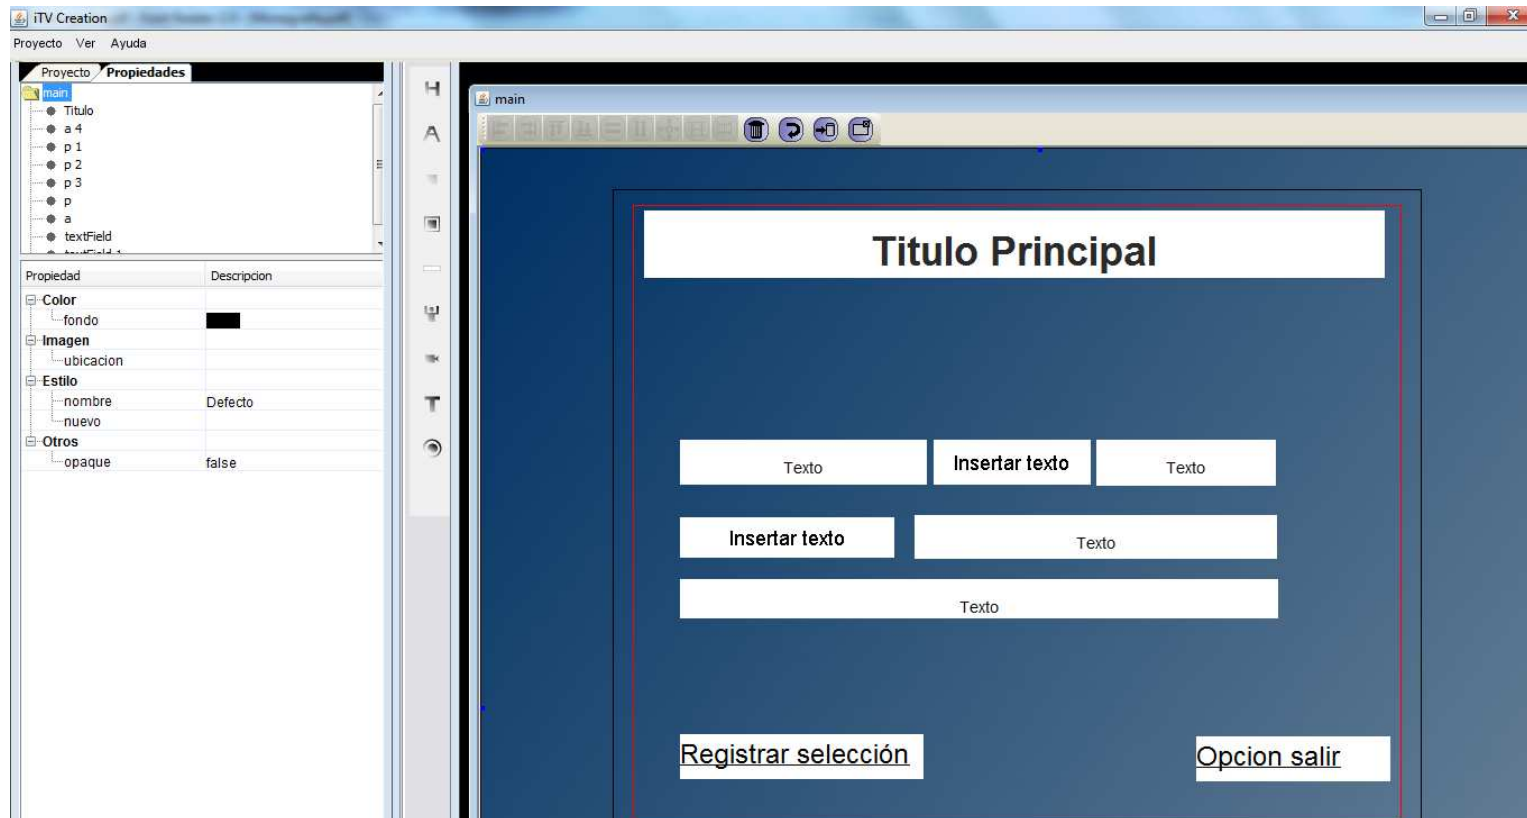 iTV Creation
Proyecto Ver Ayuda
Proyecto Propiedades
main
Titulo
a 4
p 1
p 2
p 3
p
a
textField
Propiedad Descripcion
Color
fondo
Imagen
ubicacion
Estilo
nombre Defecto
nuevo
Otros
opaque false
H
A
T
main
Titulo Principal
Texto Insertar texto Texto
Insertar texto Texto
Texto
Registrar selección Opcion salir